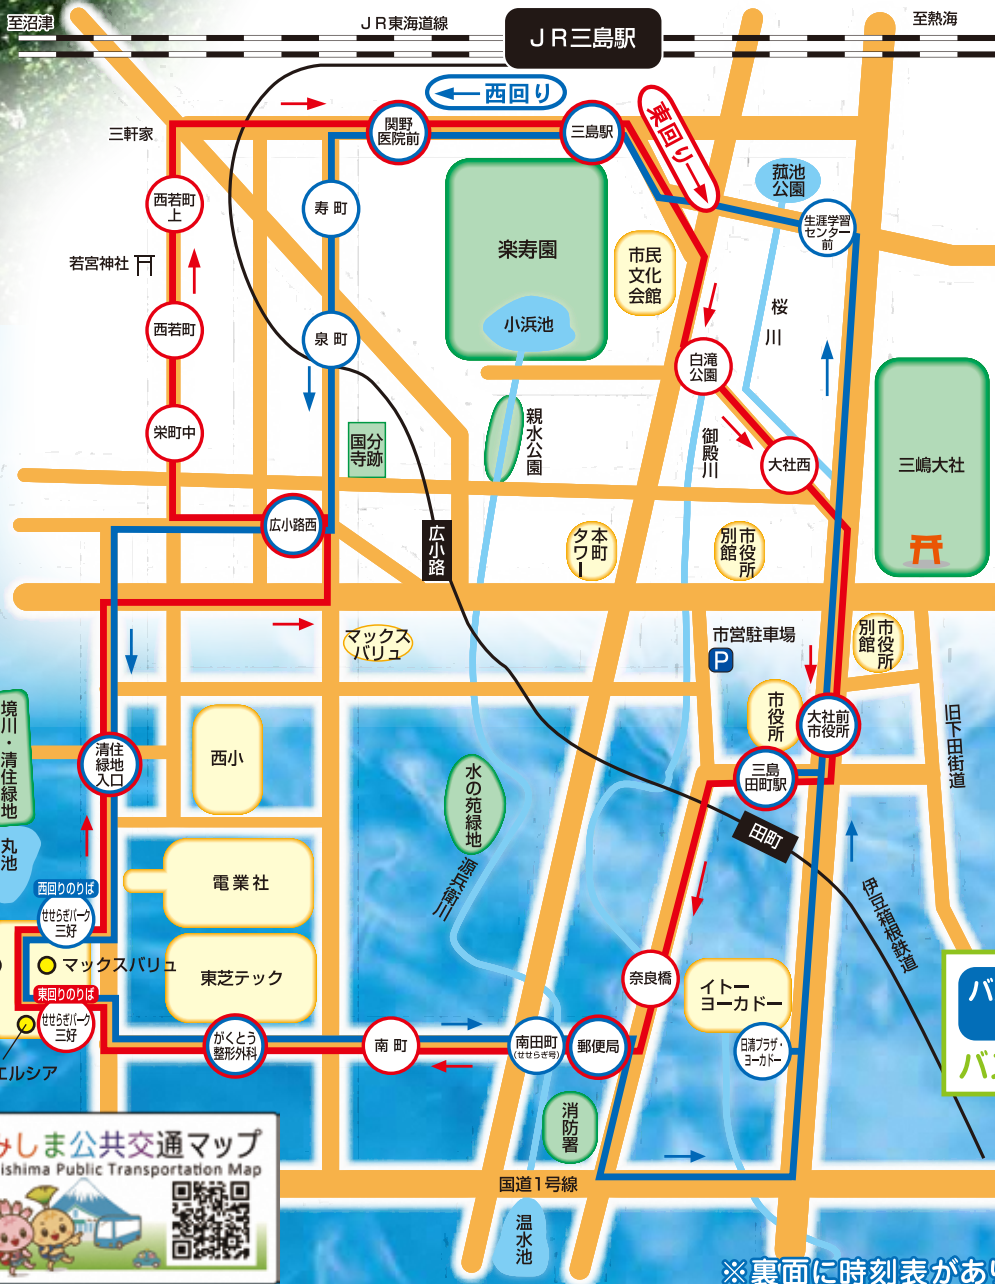 至沼津
JR東海道線
JR三島駅
至熱海
西回り
東回り
三軒家
関野
医院前
三島駅
菰池
公園
西若町
上
寿町
生涯学習
センター
前
若宮神社
楽寿園
市民
文化
会館
小浜池
桜川
西若町
泉町
白滝
公園
親水公園
御殿川
栄町中
国分
寺跡
大社西
三嶋大社
広小路西
広小路
本町
タワー
市役所
別館
マックス
バリュ
市営駐車場
P
市役所
別館
境川・清住緑地
西小
市役所
大社前
市役所
旧下田街道
清住
緑地
入口
水の苑緑地
三島
田町駅
丸池
田町
電業社
源兵衛川
伊豆箱根鉄道
西回りのりば
せせらぎパーク
三好
マックスバリュ
東芝テック
奈良橋
イトー
ヨーカドー
バ
東回りのりば
せせらぎパーク
三好
がくとう
整形外科
南町
南田町
(せせらぎ号)
郵便局
日清プラザ・
ヨーカドー
エルシア
バス
消防署
みしま公共交通マップ
ishima Public Transportation Map
国道1号線
温水池
※裏面に時刻表があり